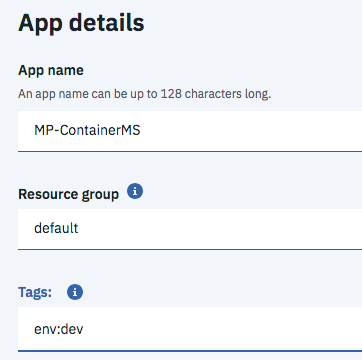 App details
App name
An app name can be up to 128 characters long.
MP-ContainerMS
Resource group
default
Tags:
env:dev